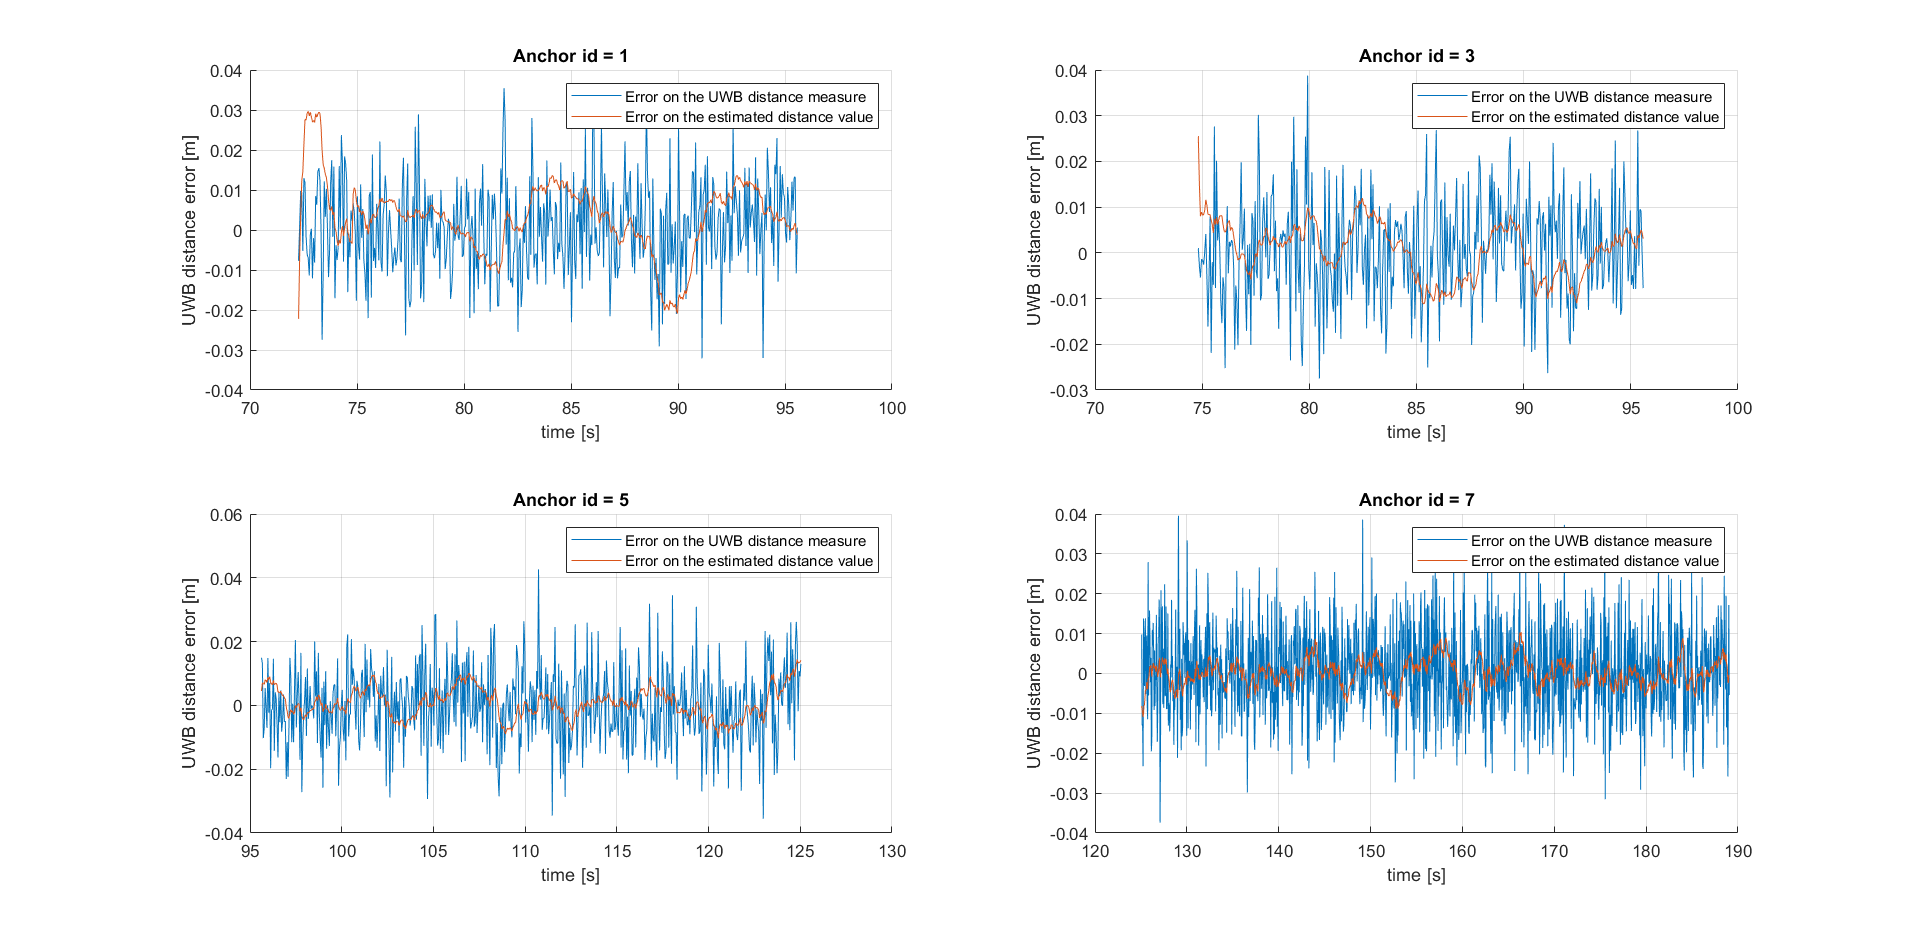 Anchor id = 1
UWB distance error [m]
0.04
0.03
0.02
0.01
0
-0.01
-0.02
-0.03
-0.04
Error on the UWB distance measure
Error on the estimated distance value
70 75 80 85 90 95 100
time [s]
Anchor id = 3
UWB distance error [m]
0.04
0.03
0.02
0.01
0
-0.01
-0.02
-0.03
Error on the UWB distance measure
Error on the estimated distance value
70 75 80 85 90 95 100
time [s]
Anchor id = 5
UWB distance error [m]
0.06
0.04
0.02
0
-0.02
-0.04
Error on the UWB distance measure
Error on the estimated distance value
95 100 105 110 115 120 125 130
time [s]
Anchor id = 7
UWB distance error [m]
0.04
0.03
0.02
0.01
0
-0.01
-0.02
-0.03
-0.04
Error on the UWB distance measure
Error on the estimated distance value
120 130 140 150 160 170 180 190
time [s]